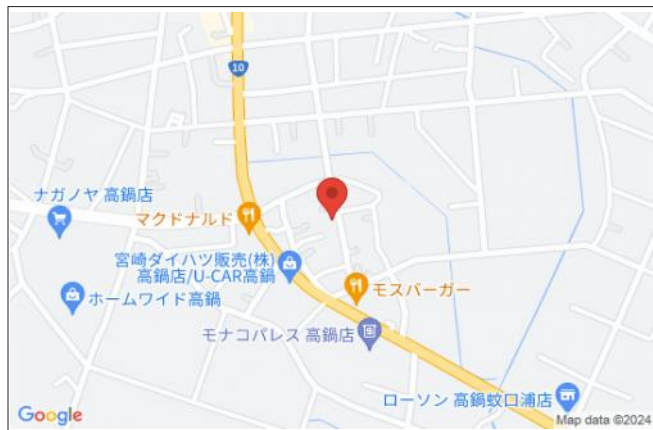 10
ナガノヤ 高鍋店
マクドナルド
宮崎ダイハツ販売(株)
高鍋店/U-CAR高鍋
ホームワイド高鍋
モスバーガー
モナコパレス 高鍋店
ローソン 高鍋蚊口浦店
Google
Map data ©2024